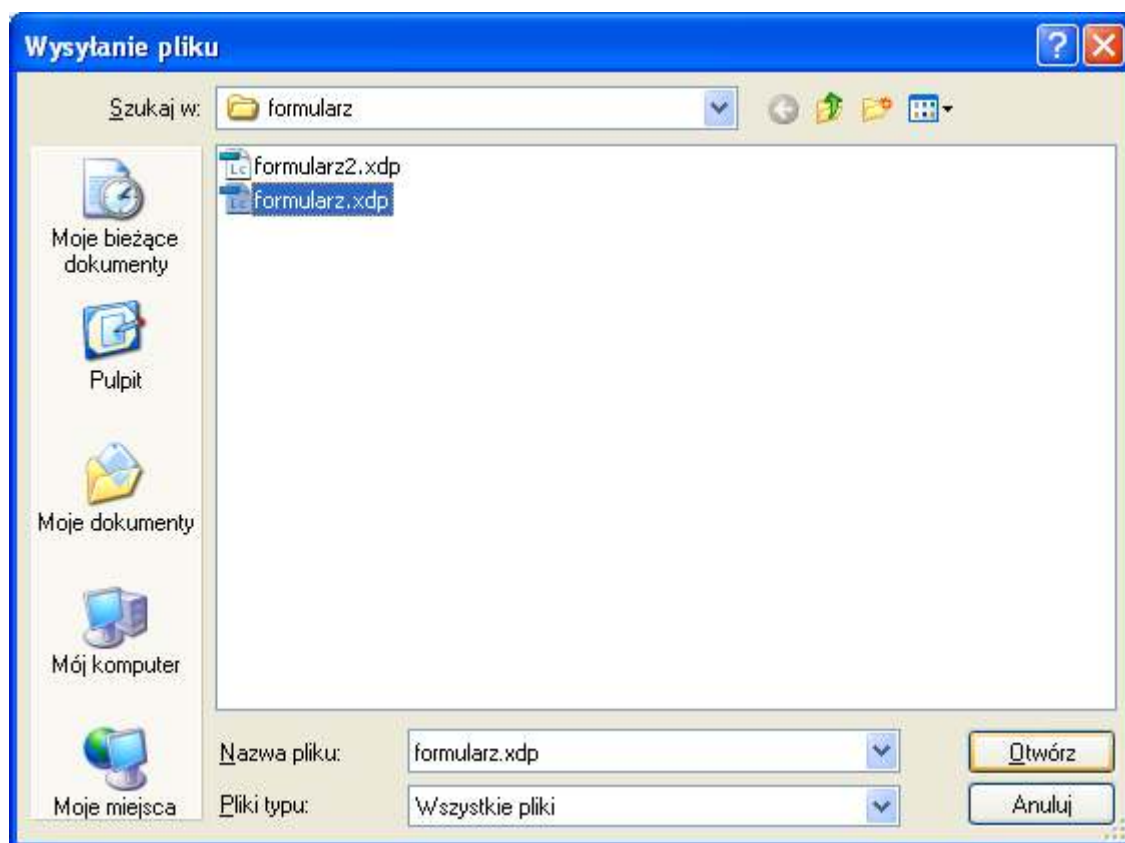 Wysyłanie pliku
Szukaj w:
formularz
formularz2.xdp
formularz.xdp
Moje bieżące
dokumenty
Pulpit
Moje dokumenty
Mój komputer
Moje miejsca
Nazwa pliku:
formularz.xdp
Otwórz
Pliki typu:
Wszystkie pliki
Anuluj